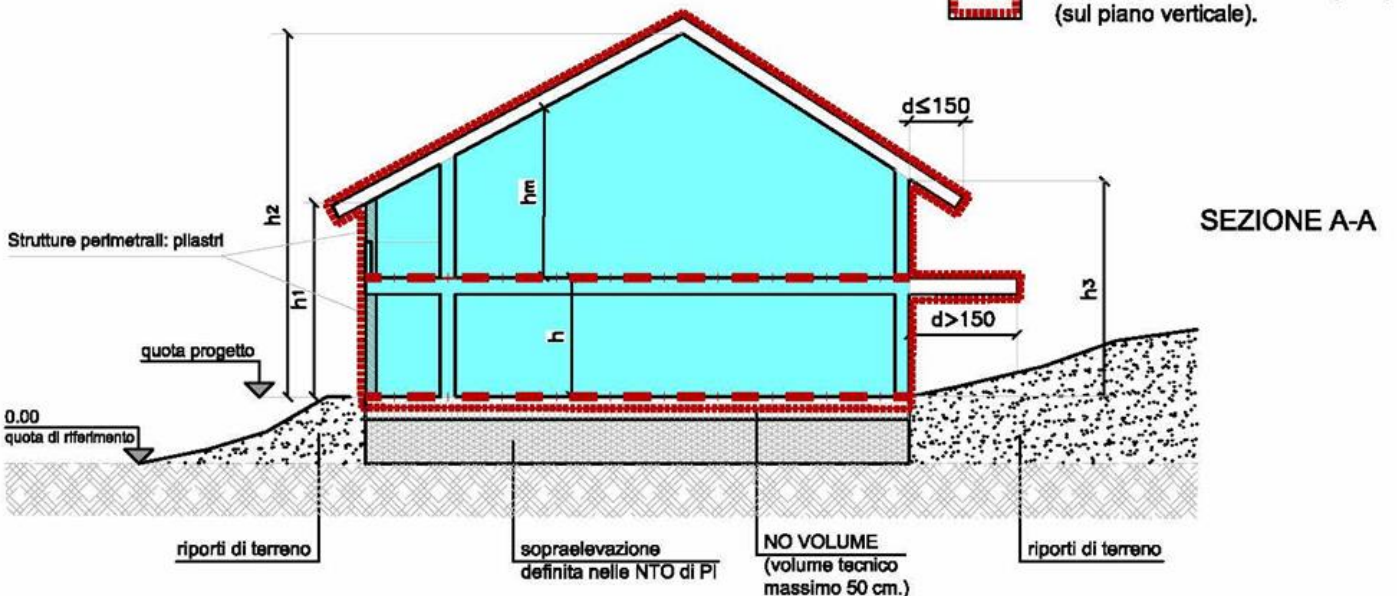 (sul piano verticale).
d≤150
h2
hm
SEZIONE A-A
Strutture perimetrali: pilastri
h1
h3
d>150
h
quota progetto
0.00
quota di riferimento
riporti di terreno
sopraelevazione
definita nelle NTO di PI
NO VOLUME
(volume tecnico
massimo 50 cm.)
riporti di terreno